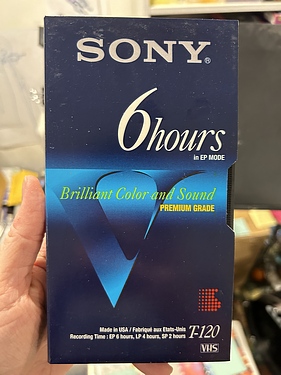 SONY®
6hours
in EP MODE
Brilliant Color and Sound
PREMIUM GRADE
V
Made in USA / Fabriqué aux Etats-Unis
Recording Time : EP 6 hours, LP 4 hours, SP 2 hours
T-120
VHS